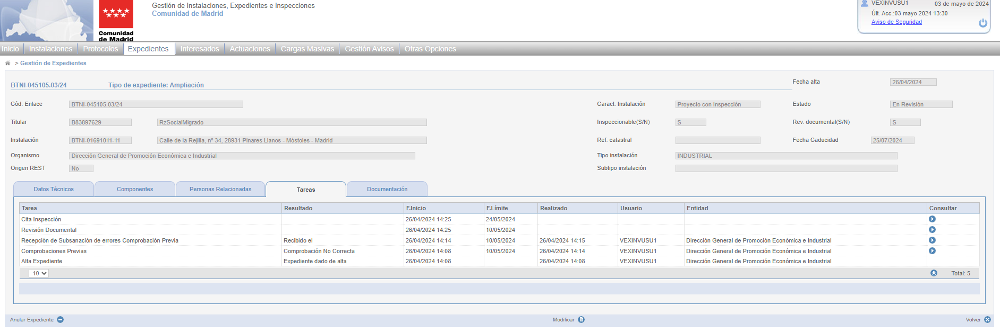 Gestión de Instalaciones, Expedientes e Inspecciones
Comunidad de Madrid
Comunidad
de Madrid
VEXINVUSU1 03 de mayo de 2024
Últ. Acc.:03 mayo 2024 13:30
Aviso de Seguridad
Inicio Instalaciones Protocolos Expedientes Interesados Actuaciones Cargas Masivas Gestión Avisos Otras Opciones
> Gestión de Expedientes
BTNI-045105.03/24 Tipo de expediente: Ampliación Fecha alta 26/04/2024
Cód. Enlace BTNI-045105.03/24 Caract. Instalación Proyecto con Inspección Estado En Revisión
Titular B83897629 RzSocialMigrado Inspeccionable(S/N) S Rev. documental(S/N) S
Instalación BTNI-01691011-11 Calle de la Rejilla, nº 34, 28931 Pinares Llanos - Móstoles - Madrid Ref. catastral Fecha Caducidad 25/07/2024
Organismo Dirección General de Promoción Económica e Industrial Tipo instalación INDUSTRIAL
Origen REST No Subtipo instalación
Datos Técnicos Componentes Personas Relacionadas Tareas Documentación
Tarea Resultado F.Inicio F.Límite Realizado Usuario Entidad Consultar
Cita Inspección 26/04/2024 14:25 24/05/2024
Revisión Documental 26/04/2024 14:25 10/05/2024
Recepción de Subsanación de errores Comprobación Previa Recibido el 26/04/2024 14:14 10/05/2024 26/04/2024 14:15 VEXINVUSU1 Dirección General de Promoción Económica e Industrial
Comprobaciones Previas Comprobación No Correcta 26/04/2024 14:08 10/05/2024 26/04/2024 14:14 VEXINVUSU1 Dirección General de Promoción Económica e Industrial
Alta Expediente Expediente dado de alta 26/04/2024 14:08 26/04/2024 14:08 VEXINVUSU1 Dirección General de Promoción Económica e Industrial
10 Total: 5
Anular Expediente Modificar Volver